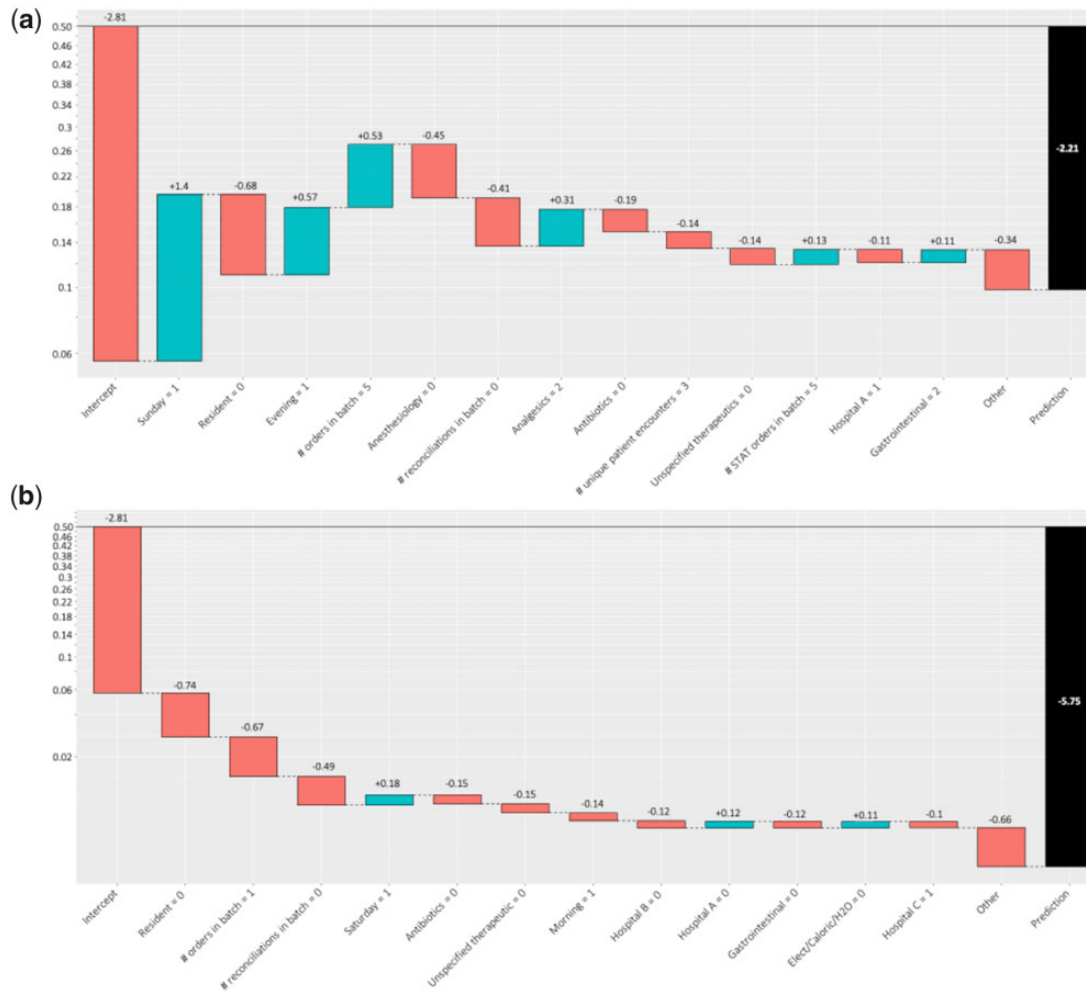 (a)
-2.81
0.50
0.46
0.42
0.38
0.34
0.3
0.26
0.22
0.18
0.14
0.1
0.06
+1.4
-0.68
+0.57
+0.53
-0.45
-0.41
+0.31
-0.19
-0.14
-0.14
+0.13
-0.11
+0.11
-0.34
-2.21
Intercept
Sunday = 1
Resident = 0
Evening = 1
# orders in batch = 5
Anesthesiology = 0
# reconciliations in batch = 0
Analgesics = 2
Antibiotics = 0
# unique patient encounters = 3
Unspecified therapeutics = 0
# STAT orders in batch = 5
Hospital A = 1
Gastrointestinal = 2
Other
Prediction
(b)
-2.81
0.50
0.46
0.42
0.38
0.34
0.3
0.26
0.22
0.18
0.14
0.1
0.06
0.02
-0.74
-0.67
-0.49
+0.18
-0.15
-0.15
-0.14
-0.12
+0.12
-0.12
+0.11
-0.1
-0.66
-5.75
Intercept
Resident = 0
# orders in batch = 1
# reconciliations in batch = 0
Saturday = 1
Antibiotics = 0
Unspecified therapeutic = 0
Morning = 1
Hospital B = 0
Hospital A = 0
Gastrointestinal = 0
Elect/Caloric/H2O = 0
Hospital C = 1
Other
Prediction